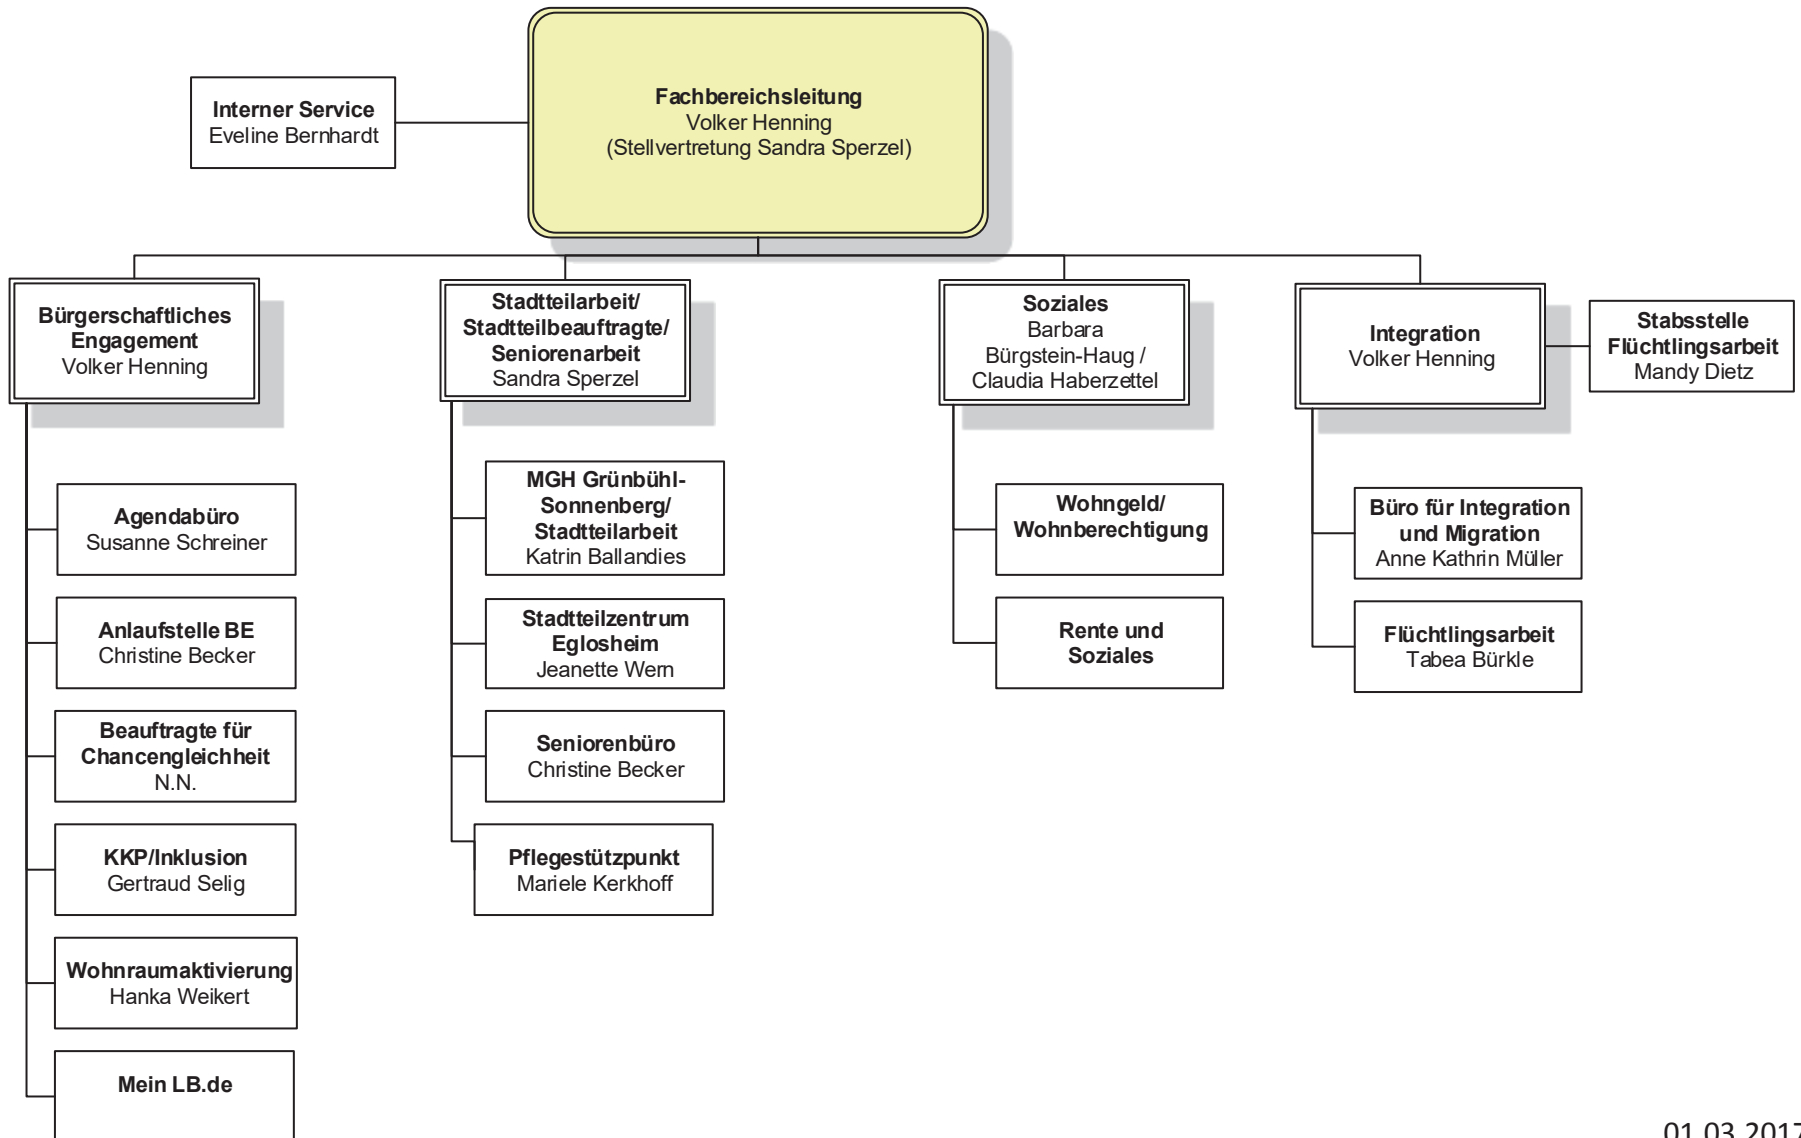 Fachbereichsleitung
Volker Henning
(Stellvertretung Sandra Sperzel)
Interner Service
Eveline Bernhardt
Bürgerschaftliches
Engagement
Volker Henning
Stadtteilarbeit/
Stadtteilbeauftragte/
Seniorenarbeit
Sandra Sperzel
Soziales
Barbara
Bürgstein-Haug /
Claudia Haberzettel
Integration
Volker Henning
Stabsstelle
Flüchtlingsarbeit
Mandy Dietz
Agendabüro
Susanne Schreiner
Anlaufstelle BE
Christine Becker
Beauftragte für
Chancengleichheit
N.N.
KKP/Inklusion
Gertraud Selig
Wohnraumaktivierung
Hanka Weikert
Mein LB.de
MGH Grünbühl-
Sonnenberg/
Stadtteilarbeit
Katrin Ballandies
Stadtteilzentrum
Eglosheim
Jeanette Wern
Seniorenbüro
Christine Becker
Pflegestützpunkt
Mariele Kerkhoff
Wohngeld/
Wohnberechtigung
Rente und
Soziales
Büro für Integration
und Migration
Anne Kathrin Müller
Flüchtlingsarbeit
Tabea Bürkle
01.03.2017